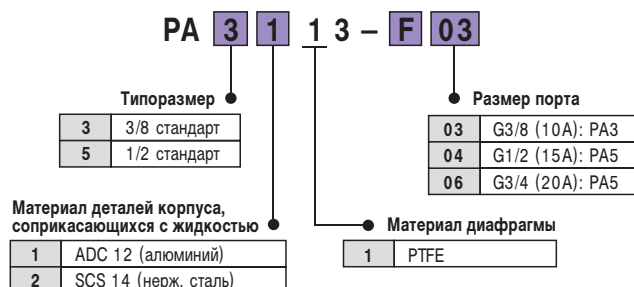 PA 3 1 1 3 – F 03
Типоразмер
3 3/8 стандарт
5 1/2 стандарт
Размер порта
03 G3/8 (10A): PA3
04 G1/2 (15A): PA5
06 G3/4 (20A): PA5
Материал деталей корпуса,
соприкасающихся с жидкостью
1 ADC 12 (алюминий)
2 SCS 14 (нерж. сталь)
Материал диафрагмы
1 PTFE